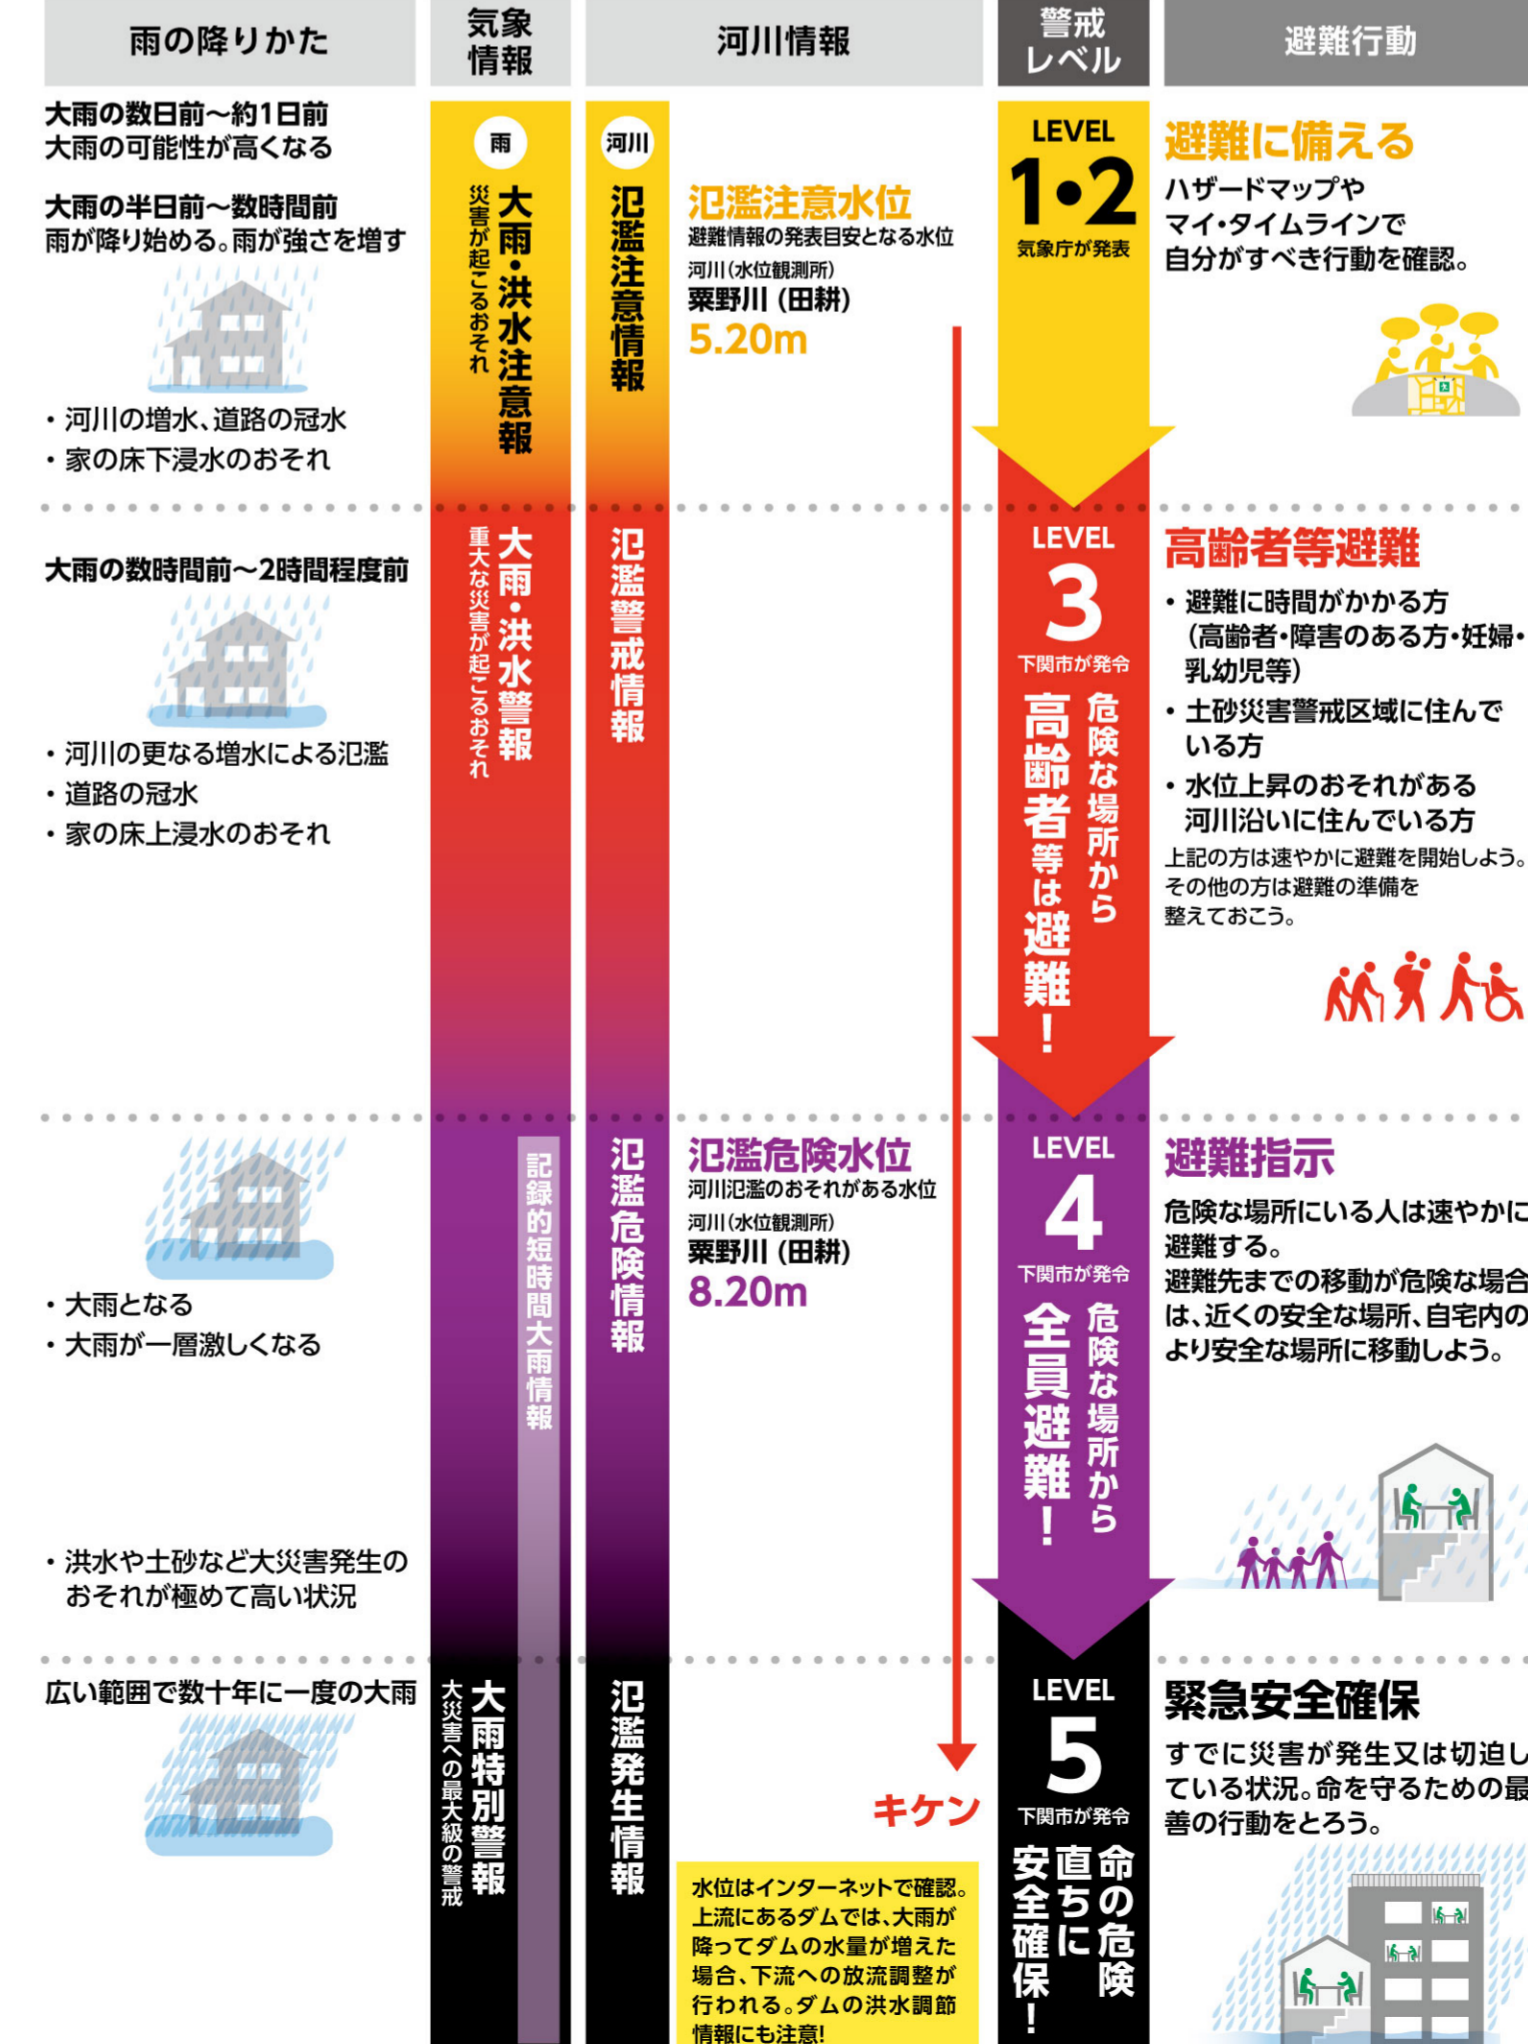 雨の降りかた
気象
情報
河川情報
警戒
レベル
避難行動
大雨の数日前～約1日前
大雨の可能性が高くなる
大雨の半日前～数時間前
雨が降り始める。雨が強さを増す
・河川の増水、道路の冠水
・家の床下浸水のおそれ
雨
大雨・洪水注意報
災害が起こるおそれ
河川
氾濫注意情報
氾濫注意水位
避難情報の発表目安となる水位
河川（水位観測所）
粟野川 (田耕)
5.20m
LEVEL
1・2
気象庁が発表
避難に備える
ハザードマップや
マイ・タイムラインで
自分がすべき行動を確認。
大雨の数時間前～2時間程度前
・河川の更なる増水による氾濫
・道路の冠水
・家の床上浸水のおそれ
大雨・洪水警報
重大な災害が起こるおそれ
氾濫警戒情報
LEVEL
3
下関市が発令
危険な場所から
高齢者等は避難！
高齢者等避難
・避難に時間がかかる方
（高齢者・障害のある方・妊婦・
乳幼児等）
・土砂災害警戒区域に住んで
いる方
・水位上昇のおそれがある
河川沿いに住んでいる方
上記の方は速やかに避難を開始しよう。
その他の方は避難の準備を
整えておこう。
・大雨となる
・大雨が一層激しくなる
・洪水や土砂など大災害発生の
おそれが極めて高い状況
記録的短時間大雨情報
氾濫危険情報
氾濫危険水位
河川氾濫のおそれがある水位
河川（水位観測所）
粟野川 (田耕)
8.20m
LEVEL
4
下関市が発令
危険な場所から
全員避難！
避難指示
危険な場所にいる人は速やかに
避難する。
避難先までの移動が危険な場合
は、近くの安全な場所、自宅内の
より安全な場所に移動しよう。
広い範囲で数十年に一度の大雨
大雨特別警報
大災害への最大級の警戒
氾濫発生情報
キケン
水位はインターネットで確認。
上流にあるダムでは、大雨が
降ってダムの水量が増えた
場合、下流への放流調整が
行われる。ダムの洪水調節
情報にも注意!
LEVEL
5
下関市が発令
命の危険
直ちに
安全確保！
緊急安全確保
すでに災害が発生又は切迫し
ている状況。命を守るための最
善の行動をとろう。